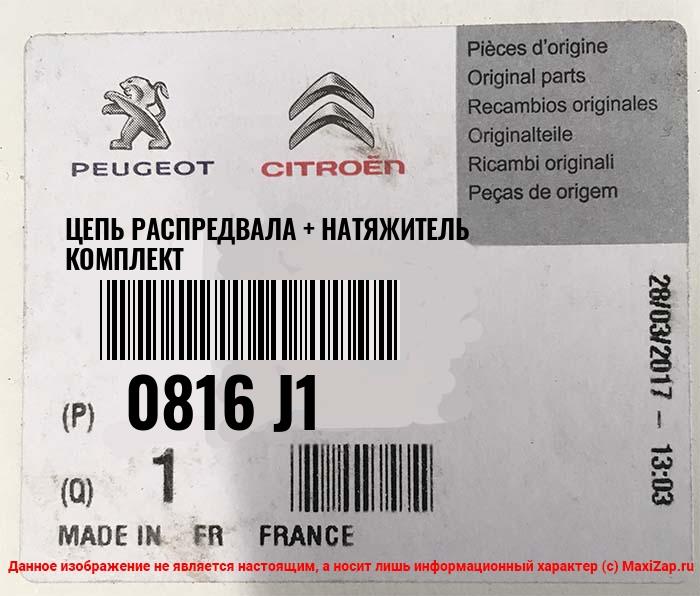 PEUGEOT
CITROËN
Pièces d'origine
Original parts
Recambios originales
Originalteile
Ricambi originali
Peças de origem
ЦЕПЬ РАСПРЕДВАЛА + НАТЯЖИТЕЛЬ
КОМПЛЕКТ
(P) 0816 J1
(Q) 1
MADE IN FR FRANCE
28/03/2017 - 13:03
Данное изображение не является настоящим, а носит лишь информационный характер (c) MaxiZap.ru